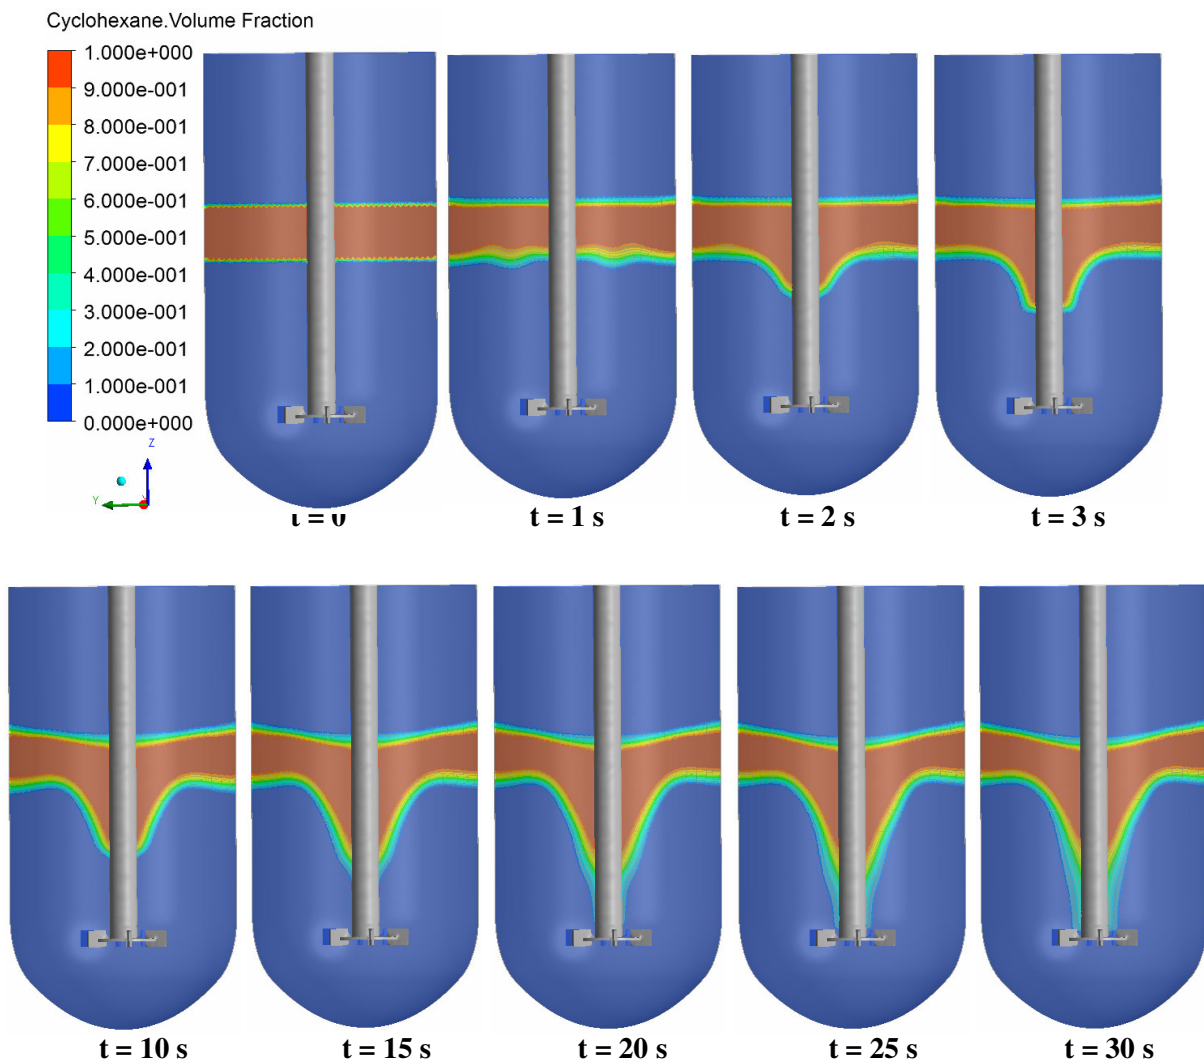 Cyclohexane.Volume Fraction
1.000e+000
9.000e-001
8.000e-001
7.000e-001
6.000e-001
5.000e-001
4.000e-001
3.000e-001
2.000e-001
1.000e-001
0.000e+000
Z
Y
t = 0
t = 1 s
t = 2 s
t = 3 s
t = 10 s
t = 15 s
t = 20 s
t = 25 s
t = 30 s